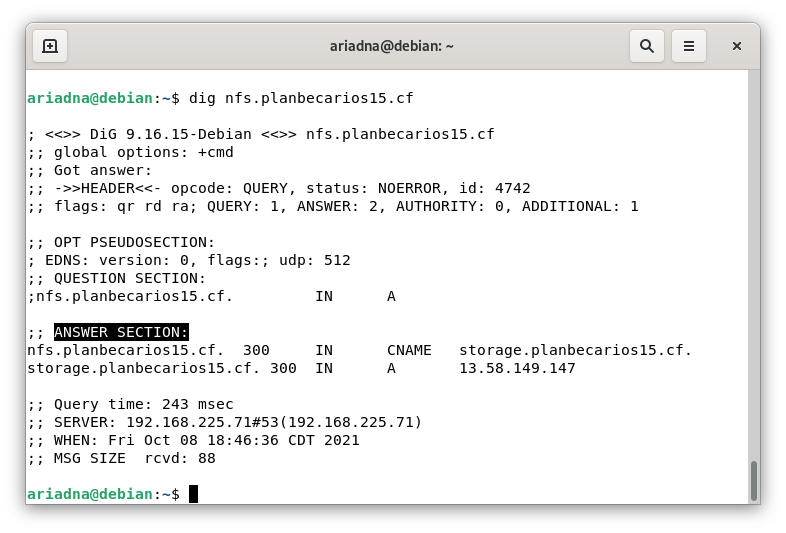 ariadna@debian: ~
ariadna@debian:~$ dig nfs.planbecarios15.cf
; <<>> DiG 9.16.15-Debian <<>> nfs.planbecarios15.cf
;; global options: +cmd
;; Got answer:
;; ->>HEADER<<- opcode: QUERY, status: NOERROR, id: 4742
;; flags: qr rd ra; QUERY: 1, ANSWER: 2, AUTHORITY: 0, ADDITIONAL: 1
;; OPT PSEUDOSECTION:
; EDNS: version: 0, flags:; udp: 512
;; QUESTION SECTION:
;nfs.planbecarios15.cf.         IN      A
;; ANSWER SECTION:
nfs.planbecarios15.cf.  300     IN      CNAME   storage.planbecarios15.cf.
storage.planbecarios15.cf. 300  IN      A       13.58.149.147
;; Query time: 243 msec
;; SERVER: 192.168.225.71#53(192.168.225.71)
;; WHEN: Fri Oct 08 18:46:36 CDT 2021
;; MSG SIZE  rcvd: 88
ariadna@debian:~$